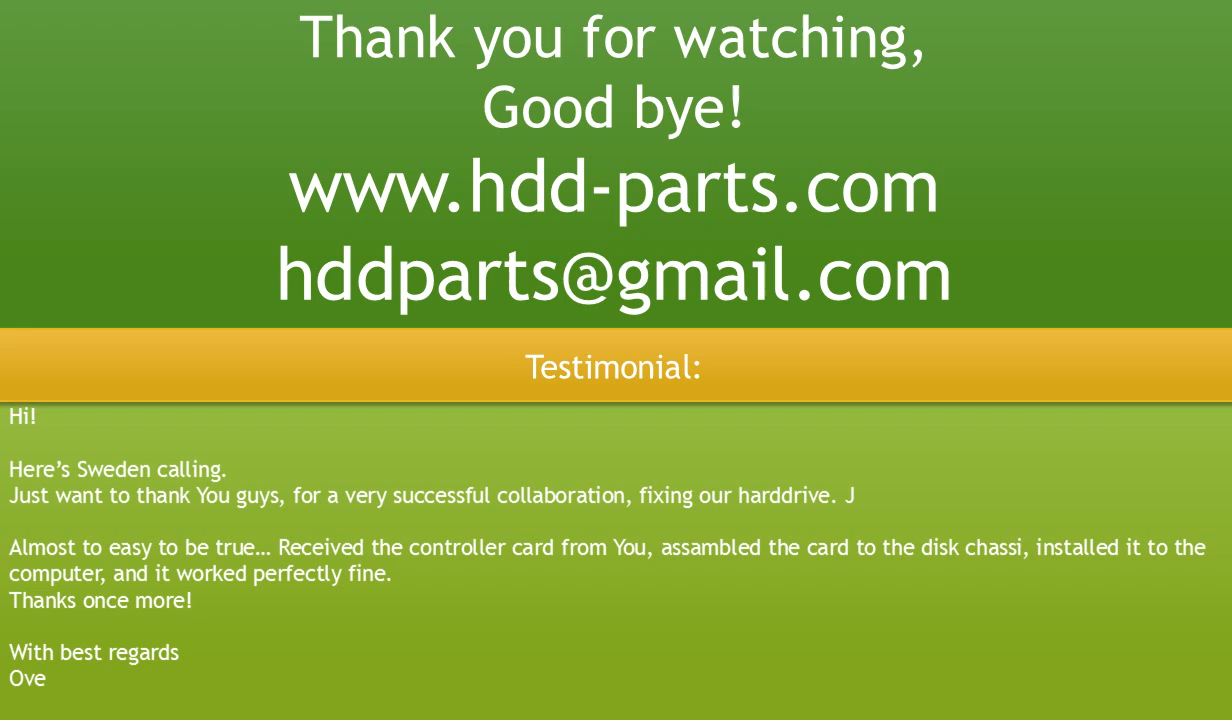 Thank you for watching,
Good bye!
www.hdd-parts.com
hddparts@gmail.com
Testimonial:
Hi!
Here’s Sweden calling.
Just want to thank You guys, for a very successful collaboration, fixing our harddrive. J
Almost to easy to be true… Received the controller card from You, assambled the card to the disk chassi, installed it to the
computer, and it worked perfectly fine.
Thanks once more!
With best regards
Ove